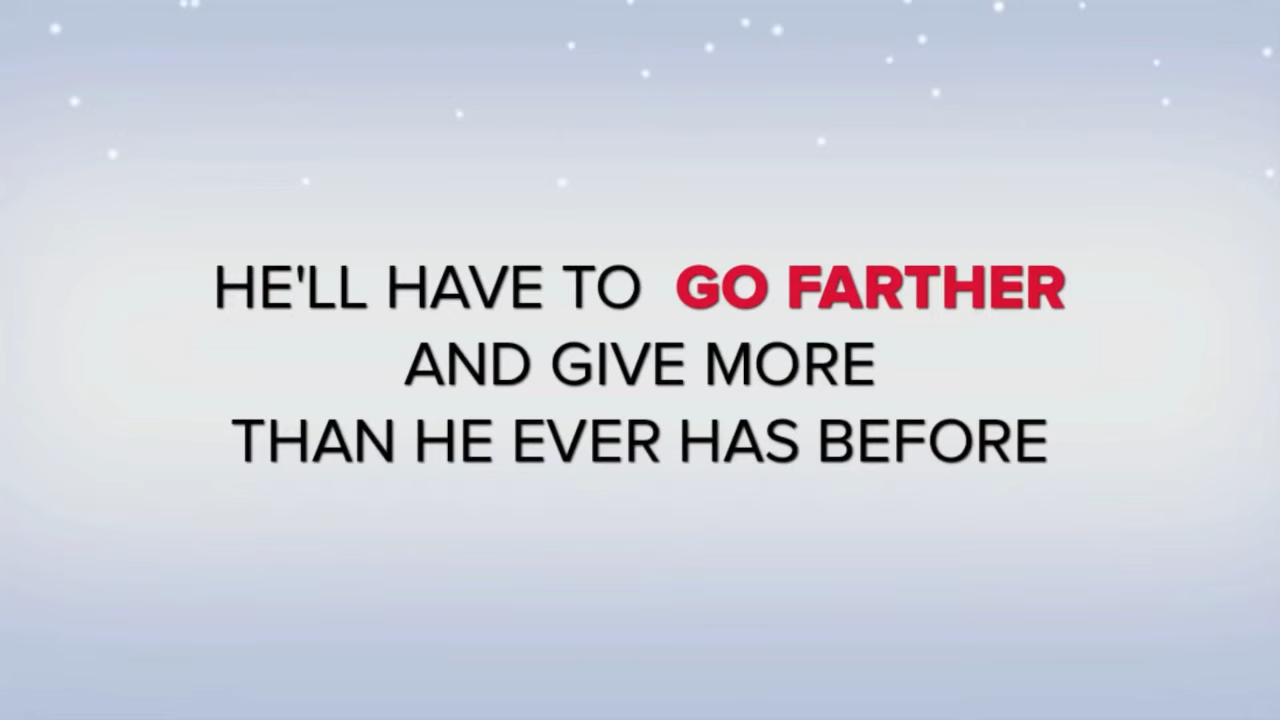 HE'LL HAVE TO GO FARTHER
AND GIVE MORE
THAN HE EVER HAS BEFORE